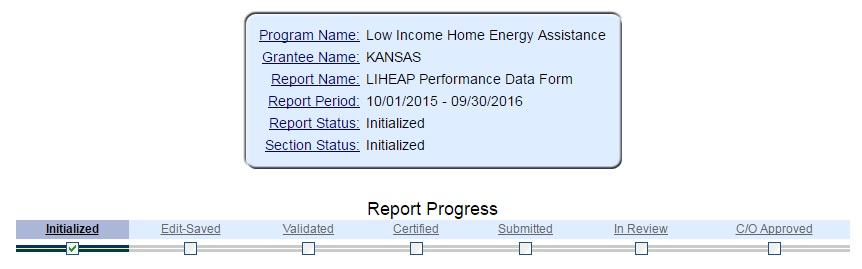 Program Name: Low Income Home Energy Assistance
Grantee Name: KANSAS
Report Name: LIHEAP Performance Data Form
Report Period: 10/01/2015 - 09/30/2016
Report Status: Initialized
Section Status: Initialized
Report Progress
Initialized Edit-Saved Validated Certified Submitted In Review C/O Approved